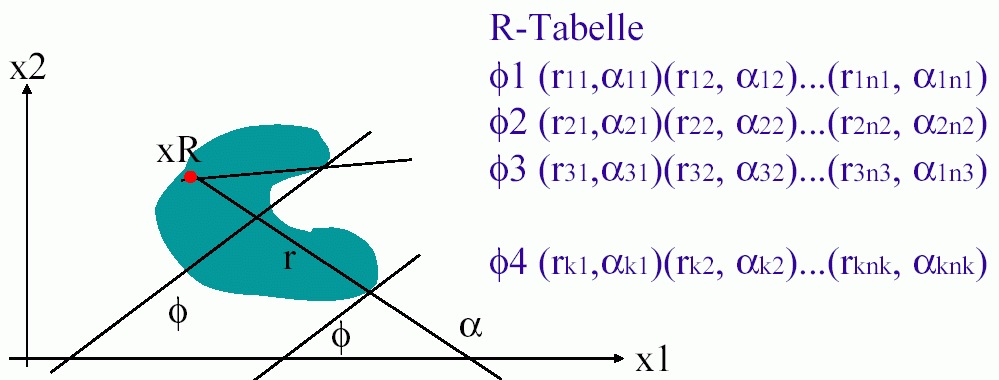 R-Tabelle
x2
ϕ1 (r11,α11)(r12, α12)...(r1n1, α1n1)
ϕ2 (r21,α21)(r22, α22)...(r2n2, α2n2)
xR
ϕ3 (r31,α31)(r32, α32)...(r3n3, α1n3)
r
ϕ4 (rk1,αk1)(rk2, αk2)...(rknk, αknk)
ϕ
ϕ
α
x1